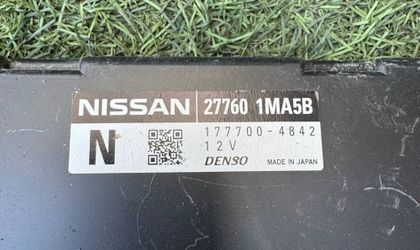 NISSAN 27760 1MA5B
N 177700-4842
12V
DENSO MADE IN JAPAN